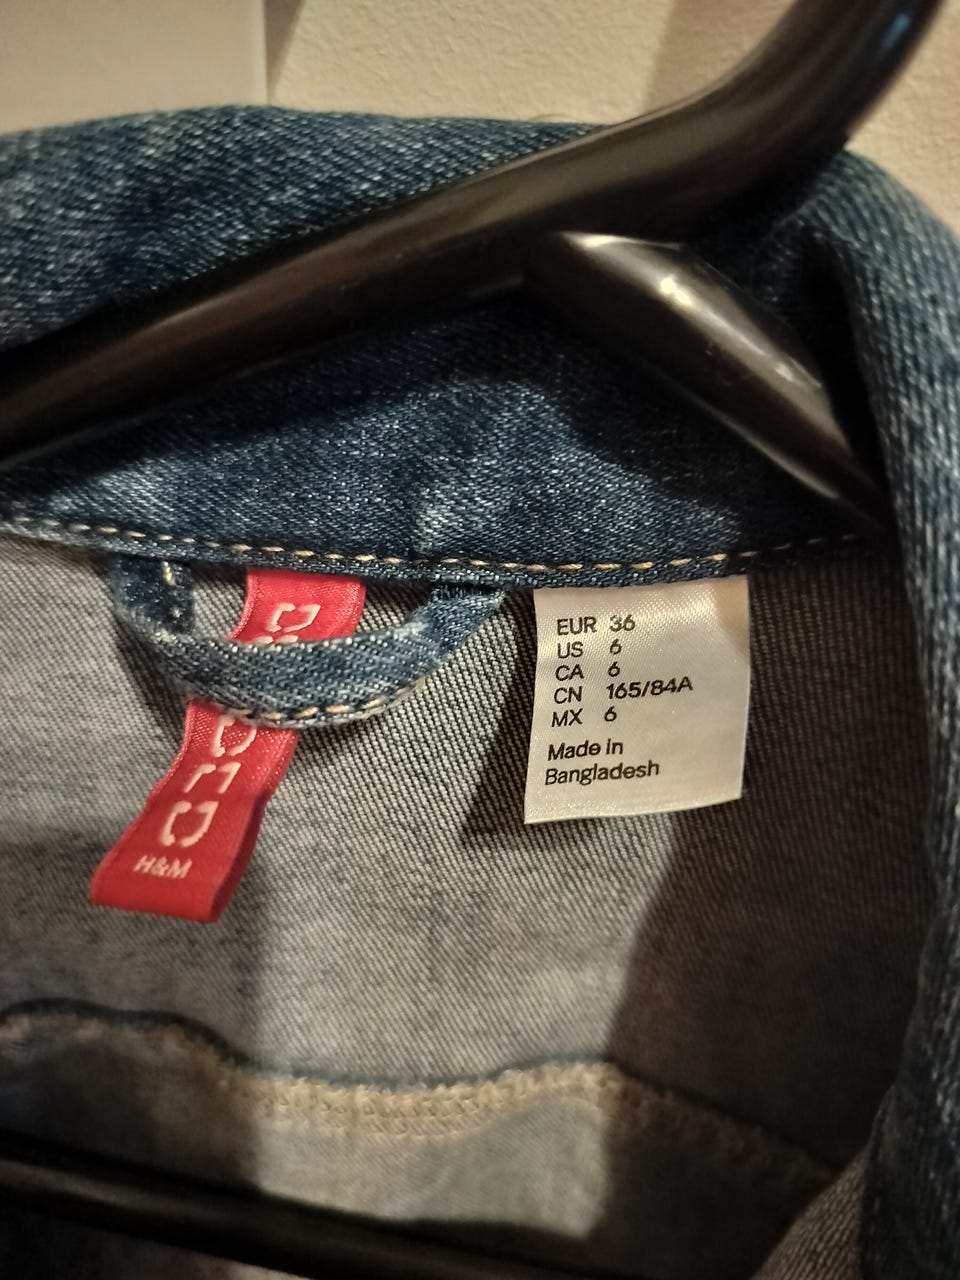 H&M
EUR 36
US 6
CA 6
CN 165/84A
MX 6
Made in
Bangladesh